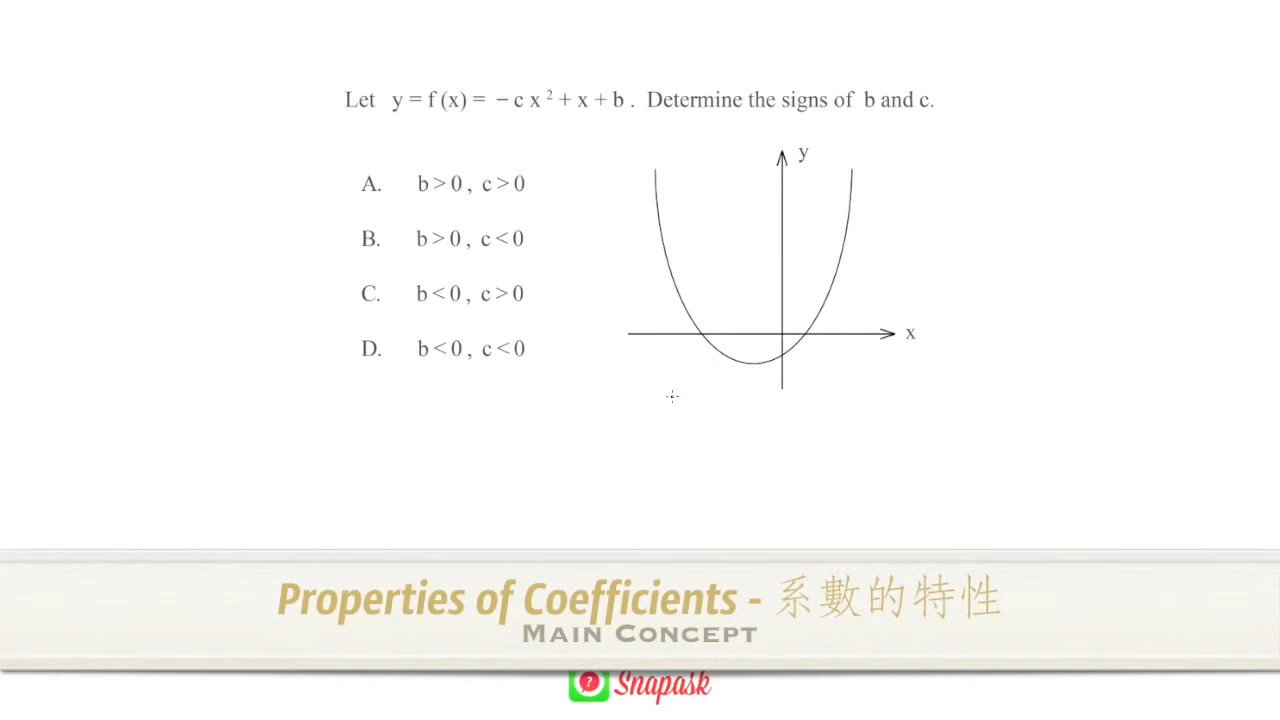 Let y = f (x) = − c x² + x + b . Determine the signs of b and c.
A. b > 0 , c > 0
B. b > 0 , c < 0
C. b < 0 , c > 0
D. b < 0 , c < 0
y
x
Properties of Coefficients - 系數的特性
MAIN CONCEPT
? Snapask